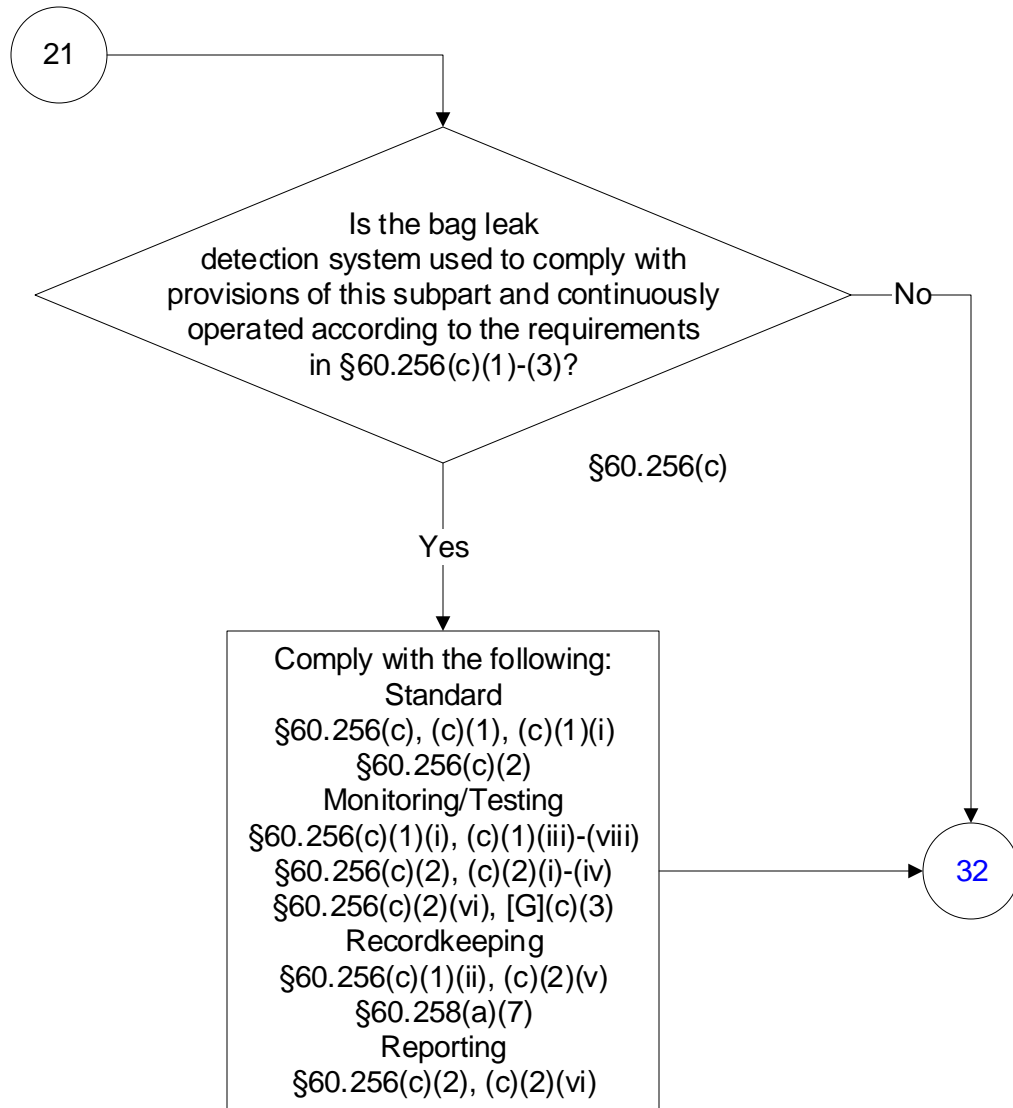 21
Is the bag leak
detection system used to comply with
provisions of this subpart and continuously
operated according to the requirements
in §60.256(c)(1)-(3)?
No
§60.256(c)
Yes
Comply with the following:
Standard
§60.256(c), (c)(1), (c)(1)(i)
§60.256(c)(2)
Monitoring/Testing
§60.256(c)(1)(i), (c)(1)(iii)-(viii)
§60.256(c)(2), (c)(2)(i)-(iv)
§60.256(c)(2)(vi), [G](c)(3)
Recordkeeping
§60.256(c)(1)(ii), (c)(2)(v)
§60.258(a)(7)
Reporting
§60.256(c)(2), (c)(2)(vi)
32